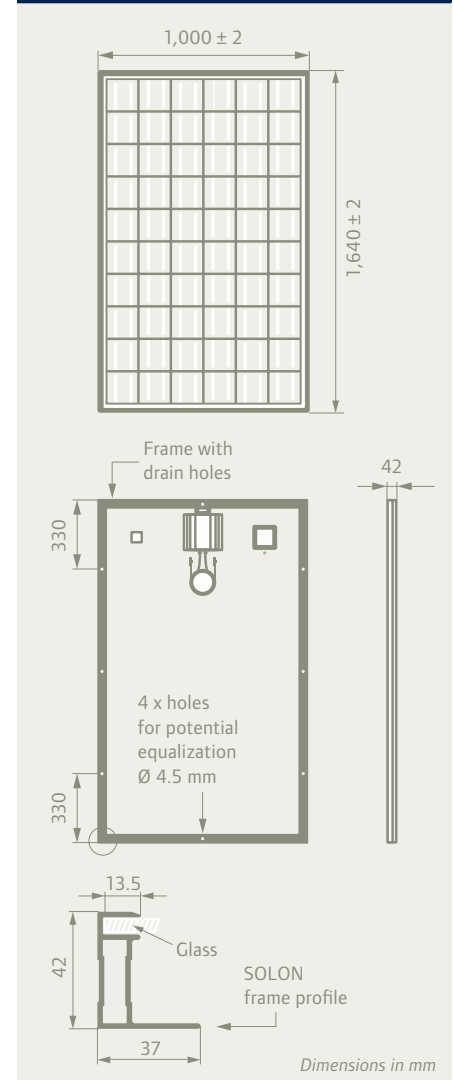 1,000 ± 2
1,640 ± 2
Frame with
drain holes
42
330
4 x holes
for potential
equalization
Ø 4.5 mm
330
13.5
Glass
42
SOLON
frame profile
37
Dimensions in mm